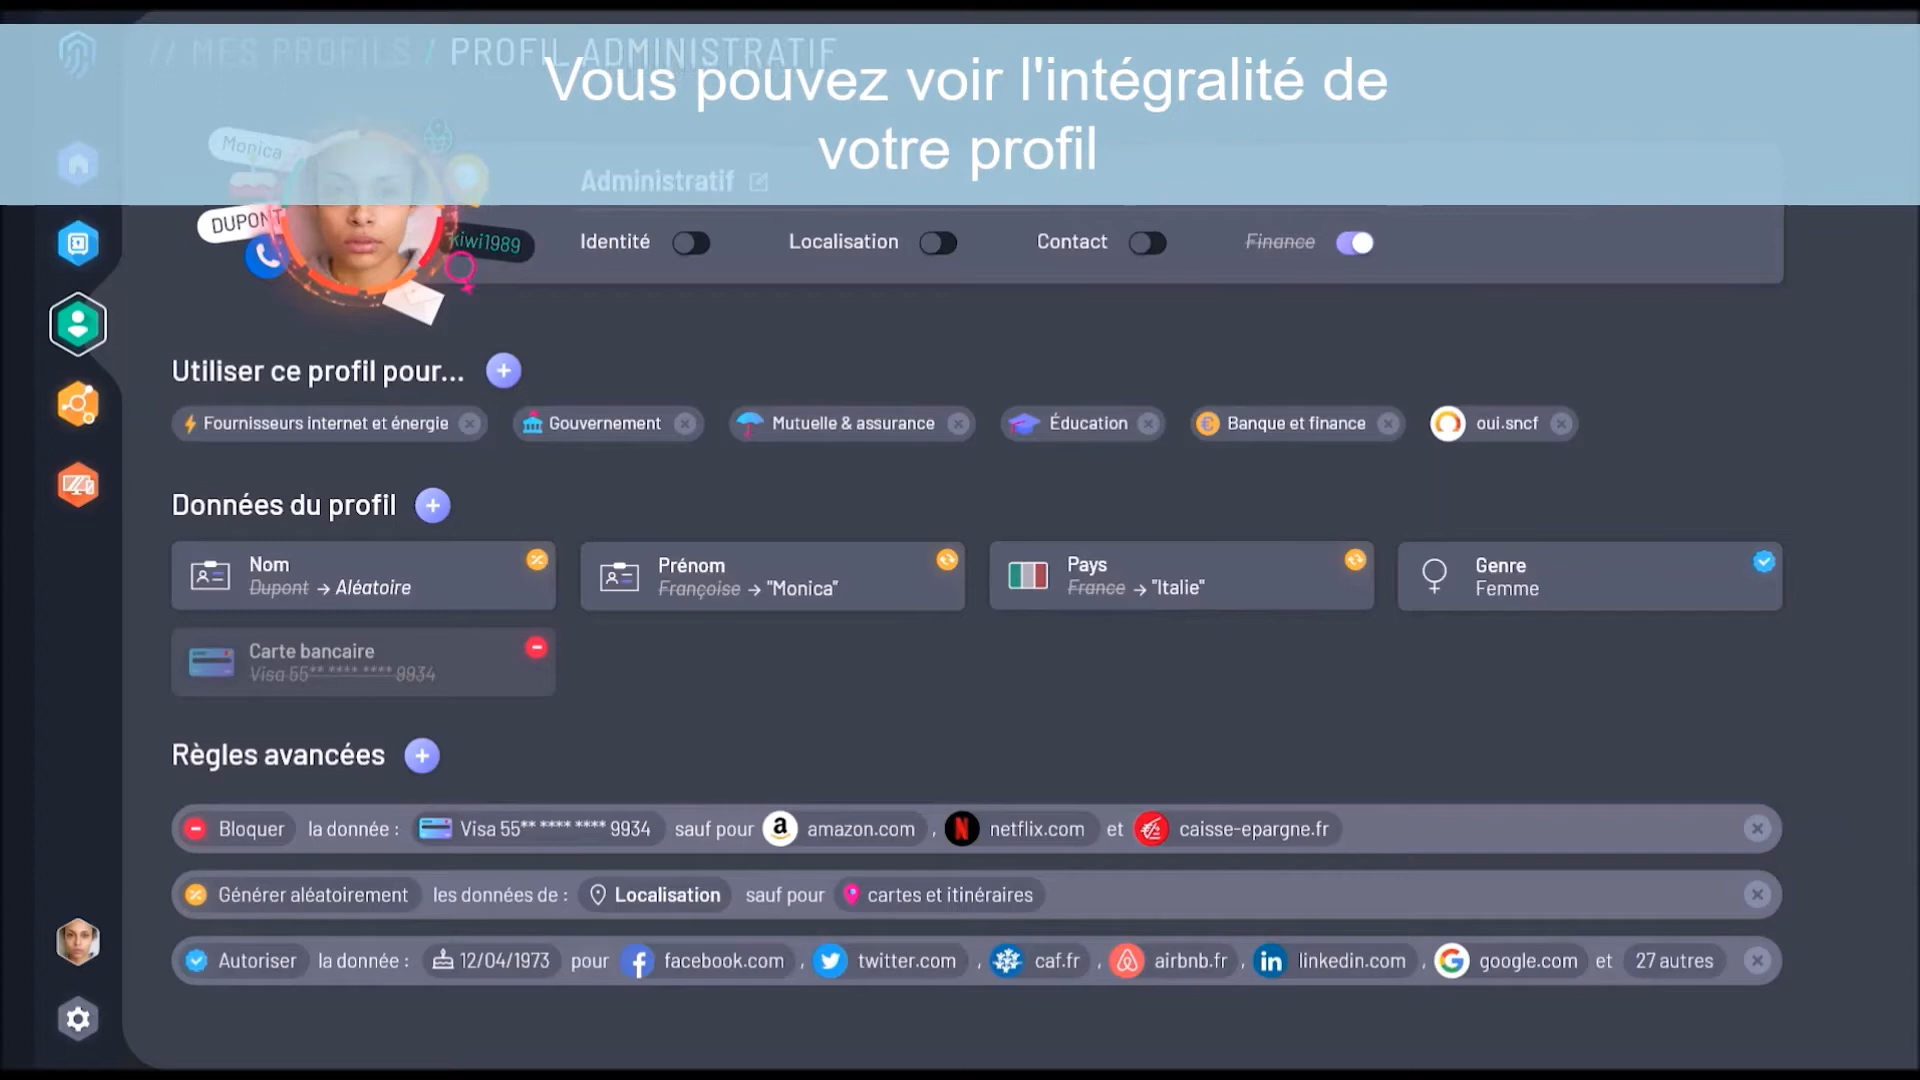 // MES PROFILS / PROFIL ADMINISTRATIF
Vous pouvez voir l'intégralité de
votre profil
Monica
DUPONT
kiwi1989
Administratif
Identité
Localisation
Contact
Finance
Utiliser ce profil pour...
Fournisseurs internet et énergie
Gouvernement
Mutuelle & assurance
Éducation
Banque et finance
oui.sncf
Données du profil
Nom
Dupont → Aléatoire
Prénom
Françoise → "Monica"
Pays
France → "Italie"
Genre
Femme
Carte bancaire
Visa 55** **** **** 9934
Règles avancées
Bloquer la donnée : Visa 55** **** **** 9934 sauf pour amazon.com , netflix.com et caisse-epargne.fr
Générer aléatoirement les données de : Localisation sauf pour cartes et itinéraires
Autoriser la donnée : 12/04/1973 pour facebook.com , twitter.com , caf.fr , airbnb.fr , linkedin.com , google.com et 27 autres